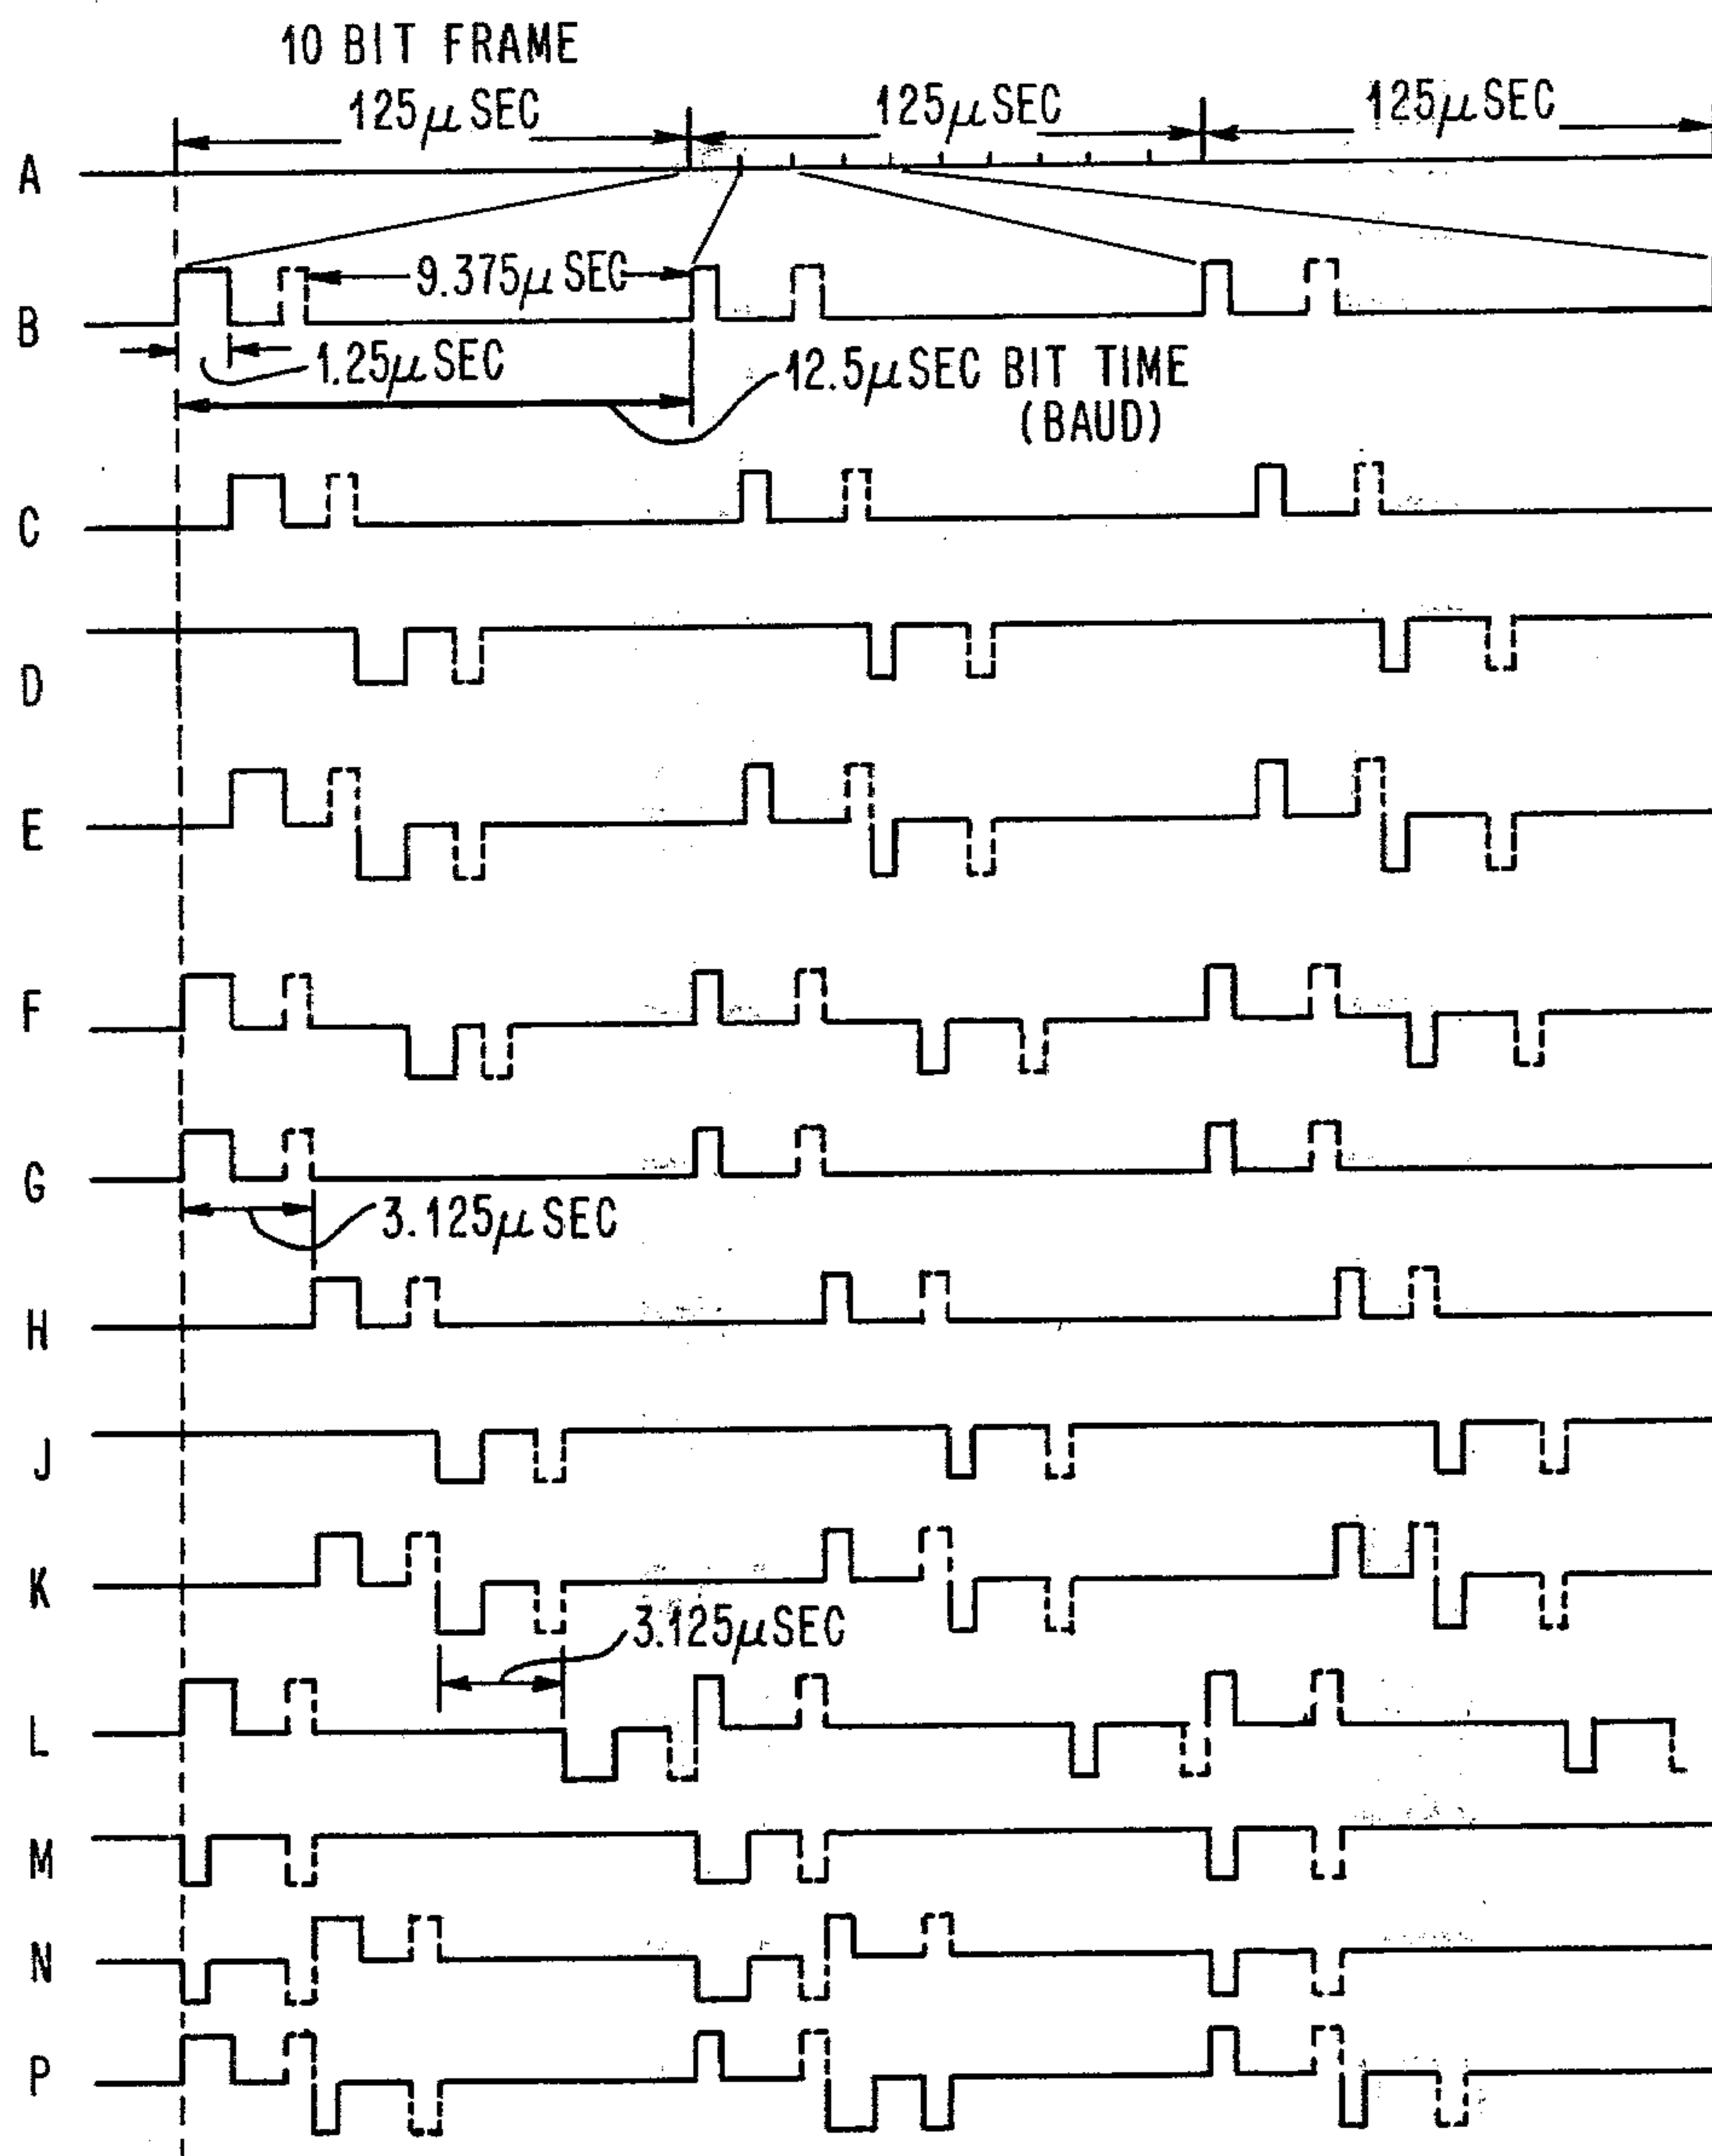 10 BIT FRAME
125μSEC 125μSEC 125μSEC
A
9.375μSEC
B
1.25μSEC
12.5μSEC BIT TIME
(BAUD)
C
D
E
F
G
3.125μSEC
H
J
K
3.125μSEC
L
M
N
P